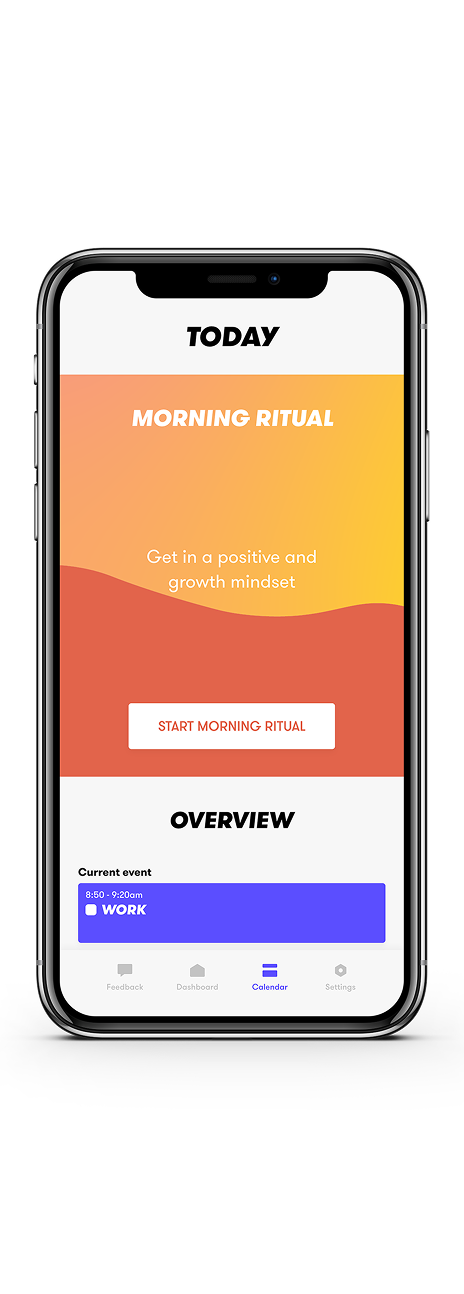 TODAY
MORNING RITUAL
Get in a positive and
growth mindset
START MORNING RITUAL
OVERVIEW
Current event
8:50 - 9:20am
WORK
Feedback Dashboard Calendar Settings